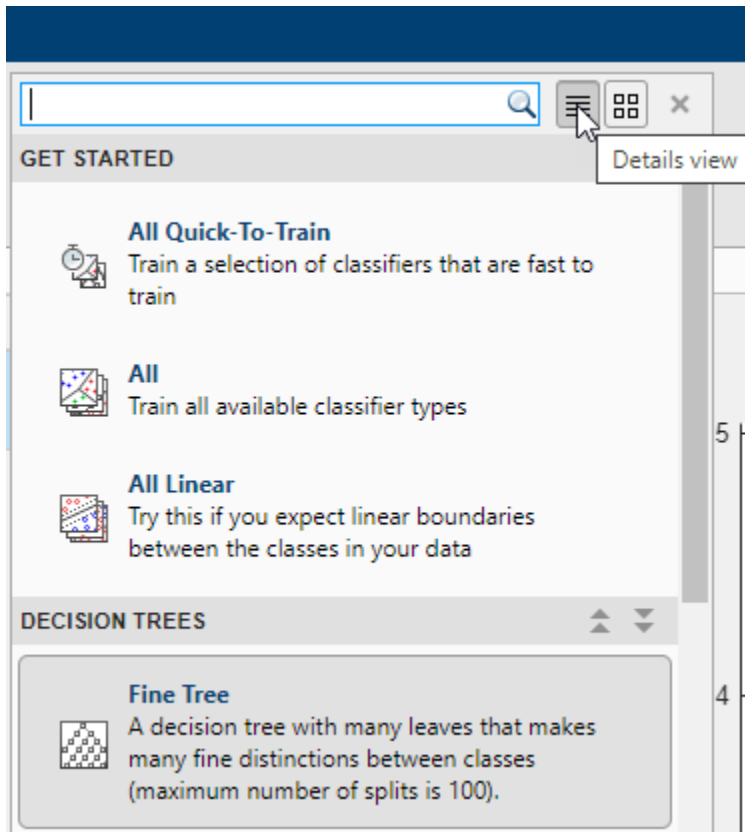 Details view
GET STARTED
All Quick-To-Train
Train a selection of classifiers that are fast to
train
All
Train all available classifier types
5
All Linear
Try this if you expect linear boundaries
between the classes in your data
DECISION TREES
Fine Tree
4
A decision tree with many leaves that makes
many fine distinctions between classes
(maximum number of splits is 100).